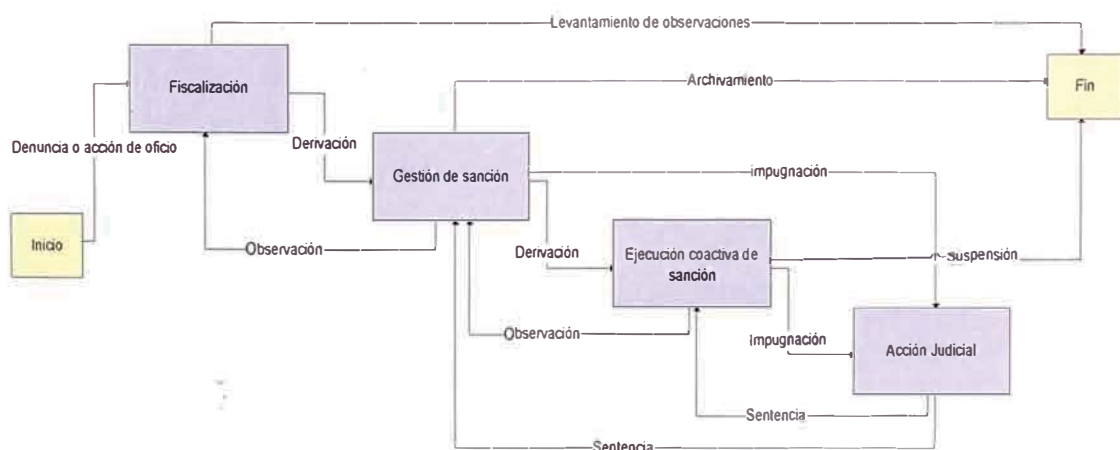 Levantamiento de observaciones
Fiscalización
Archivamiento
Fin
Denuncia o acción de oficio
Derivación
Gestión de sanción
impugnación
Inicio
Observación
Derivación
Ejecución coactiva de
sanción
Suspensión
Observación
Impugnación
Acción Judicial
Sentencia
Sentencia